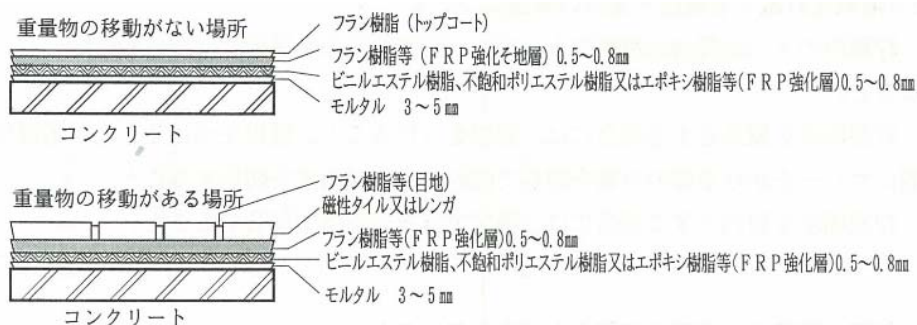 重量物の移動がない場所
フラン樹脂(トップコート)
フラン樹脂等(FRP強化そ地層)0.5~0.8㎜
ビニルエステル樹脂、不飽和ポリエステル樹脂又はエポキシ樹脂等(FRP強化層)0.5~0.8㎜
モルタル 3~5㎜
コンクリート
重量物の移動がある場所
フラン樹脂等(目地)
磁性タイル又はレンガ
フラン樹脂等(FRP強化層)0.5~0.8㎜
ビニルエステル樹脂、不飽和ポリエステル樹脂又はエポキシ樹脂等(FRP強化層)0.5~0.8㎜
モルタル 3~5㎜
コンクリート